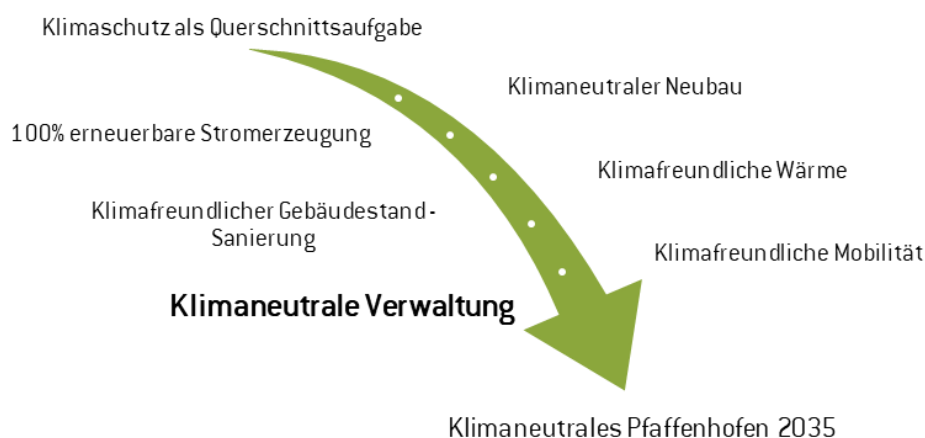 Klimaschutz als Querschnittsaufgabe
Klimaneutraler Neubau
100% erneuerbare Stromerzeugung
Klimafreundliche Wärme
Klimafreundlicher Gebäudestand-
Sanierung
Klimafreundliche Mobilität
Klimaneutrale Verwaltung
Klimaneutrales Pfaffenhofen 2035